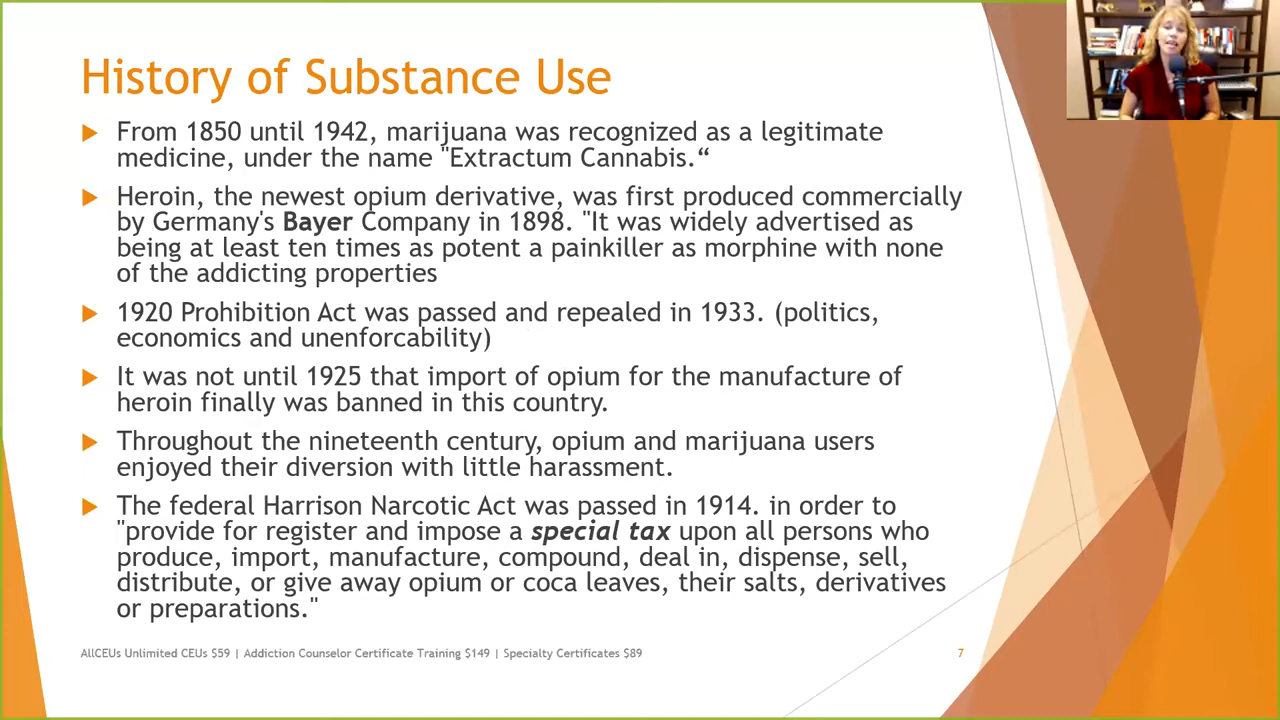 History of Substance Use
From 1850 until 1942, marijuana was recognized as a legitimate
medicine, under the name "Extractum Cannabis.“
Heroin, the newest opium derivative, was first produced commercially
by Germany's Bayer Company in 1898. "It was widely advertised as
being at least ten times as potent a painkiller as morphine with none
of the addicting properties
1920 Prohibition Act was passed and repealed in 1933. (politics,
economics and unenforcability)
It was not until 1925 that import of opium for the manufacture of
heroin finally was banned in this country.
Throughout the nineteenth century, opium and marijuana users
enjoyed their diversion with little harassment.
The federal Harrison Narcotic Act was passed in 1914. in order to
"provide for register and impose a special tax upon all persons who
produce, import, manufacture, compound, deal in, dispense, sell,
distribute, or give away opium or coca leaves, their salts, derivatives
or preparations."
AllCEUs Unlimited CEUs $59 | Addiction Counselor Certificate Training $149 | Specialty Certificates $89
7